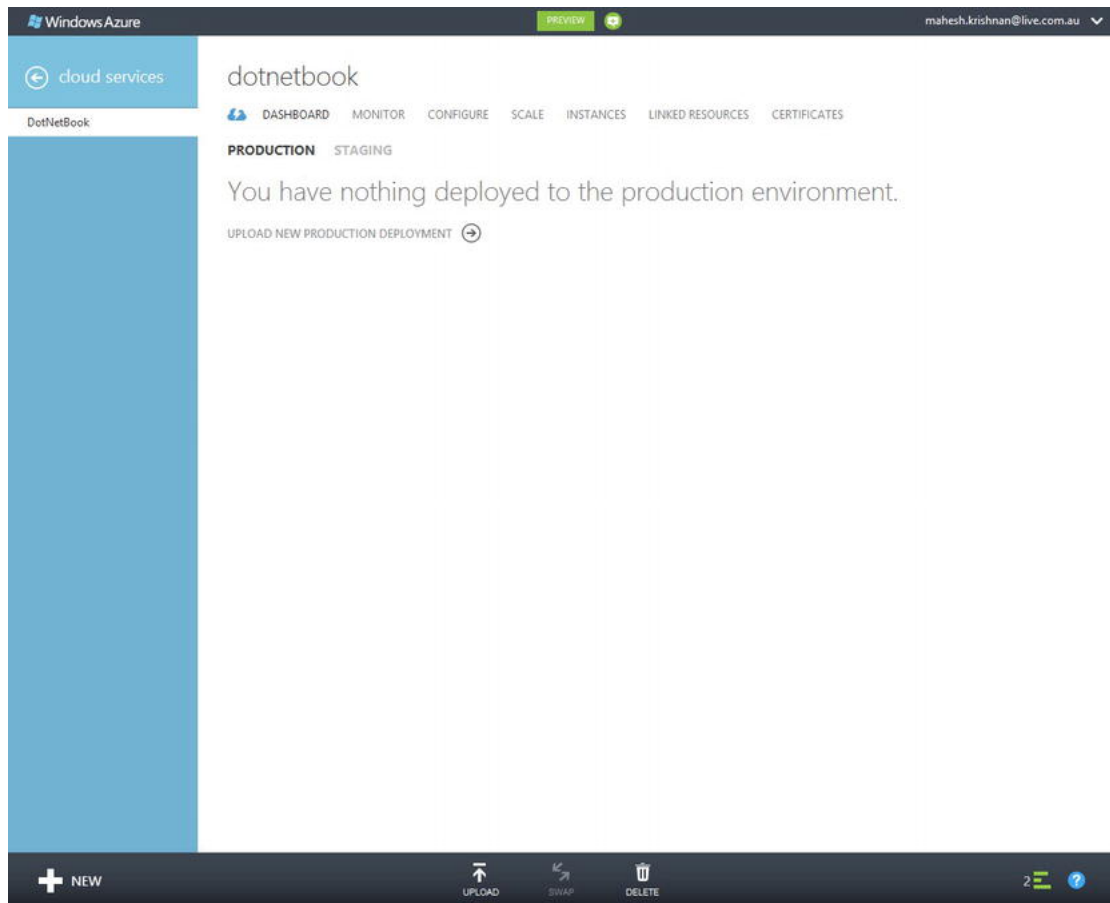 Windows Azure PREVIEW mahesh.krishnan@live.com.au
cloud services
DotNetBook
dotnetbook
DASHBOARD MONITOR CONFIGURE SCALE INSTANCES LINKED RESOURCES CERTIFICATES
PRODUCTION STAGING
You have nothing deployed to the production environment.
UPLOAD NEW PRODUCTION DEPLOYMENT
NEW
UPLOAD SWAP DELETE
2 ?